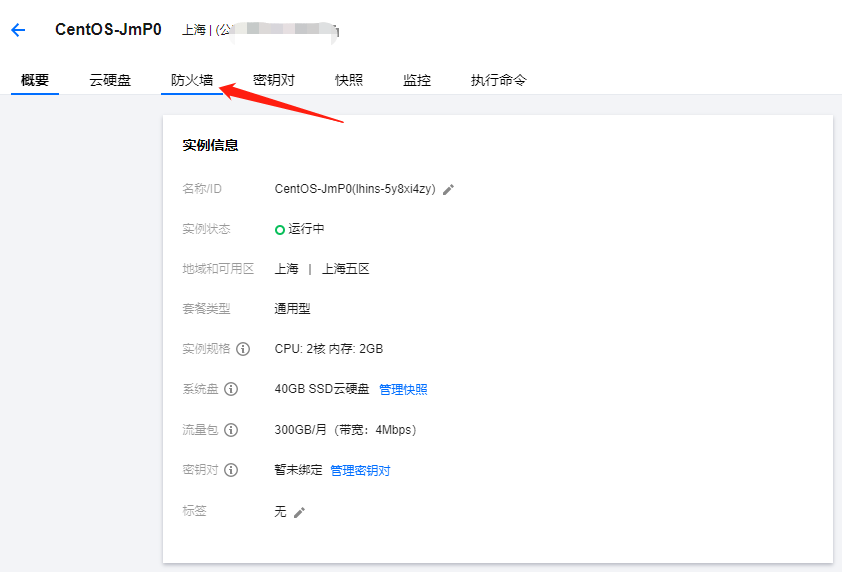 CentOS-JmP0 上海 | (公
概要 云硬盘 防火墙 密钥对 快照 监控 执行命令
实例信息
名称/ID CentOS-JmP0(lhins-5y8xi4zy)
实例状态 运行中
地域和可用区 上海 | 上海五区
套餐类型 通用型
实例规格 CPU: 2核 内存: 2GB
系统盘 40GB SSD云硬盘 管理快照
流量包 300GB/月（带宽：4Mbps）
密钥对 暂未绑定 管理密钥对
标签 无